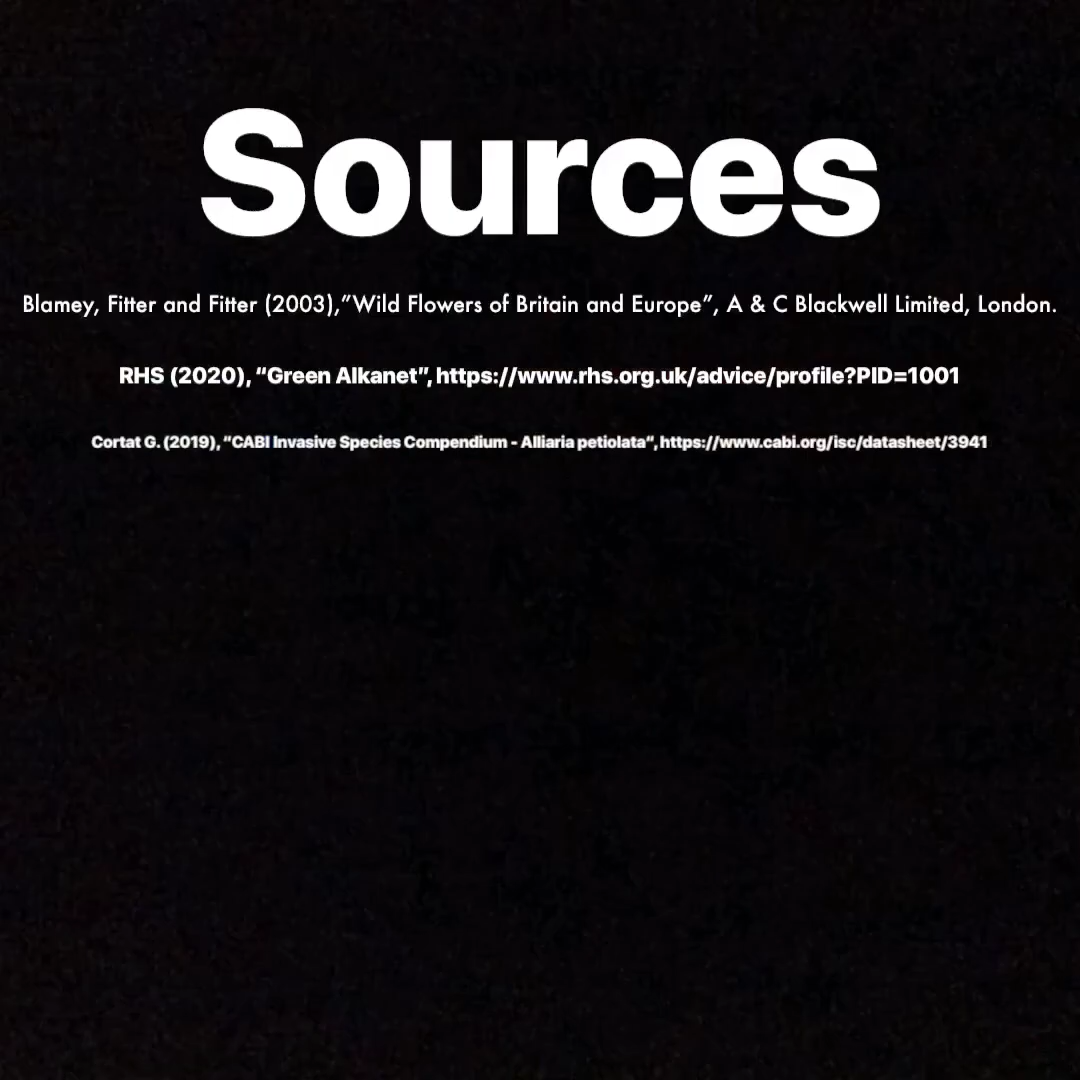 Sources
Blamey, Fitter and Fitter (2003),”Wild Flowers of Britain and Europe”, A & C Blackwell Limited, London.
RHS (2020), “Green Alkanet”, https://www.rhs.org.uk/advice/profile?PID=1001
Cortat G. (2019), “CABI Invasive Species Compendium - Alliaria petiolata“, https://www.cabi.org/isc/datasheet/3941